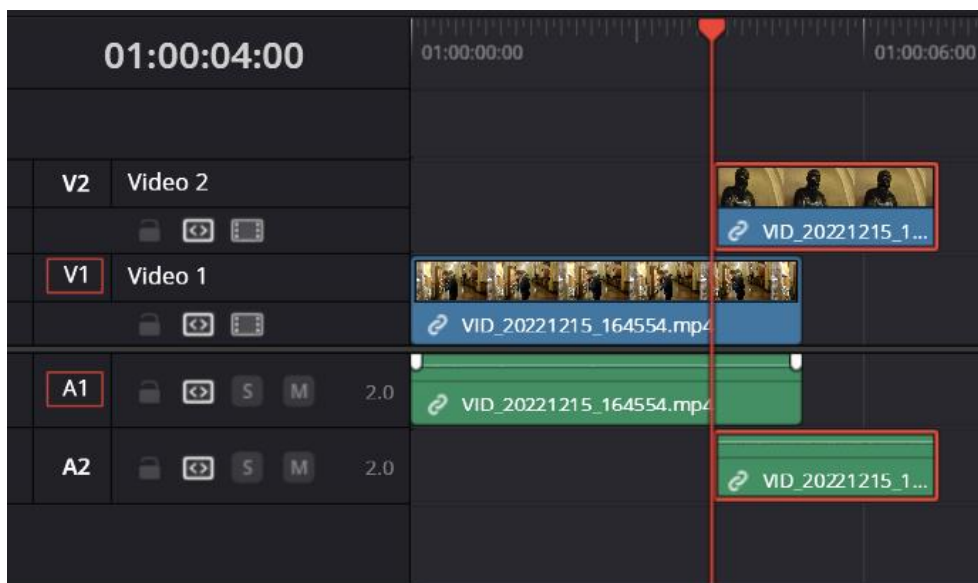 01:00:04:00
01:00:00:00
01:00:06:00
V2 Video 2
VID_20221215_1...
V1 Video 1
VID_20221215_164554.mp4
A1 S M 2.0
VID_20221215_164554.mp4
A2 S M 2.0
VID_20221215_1...